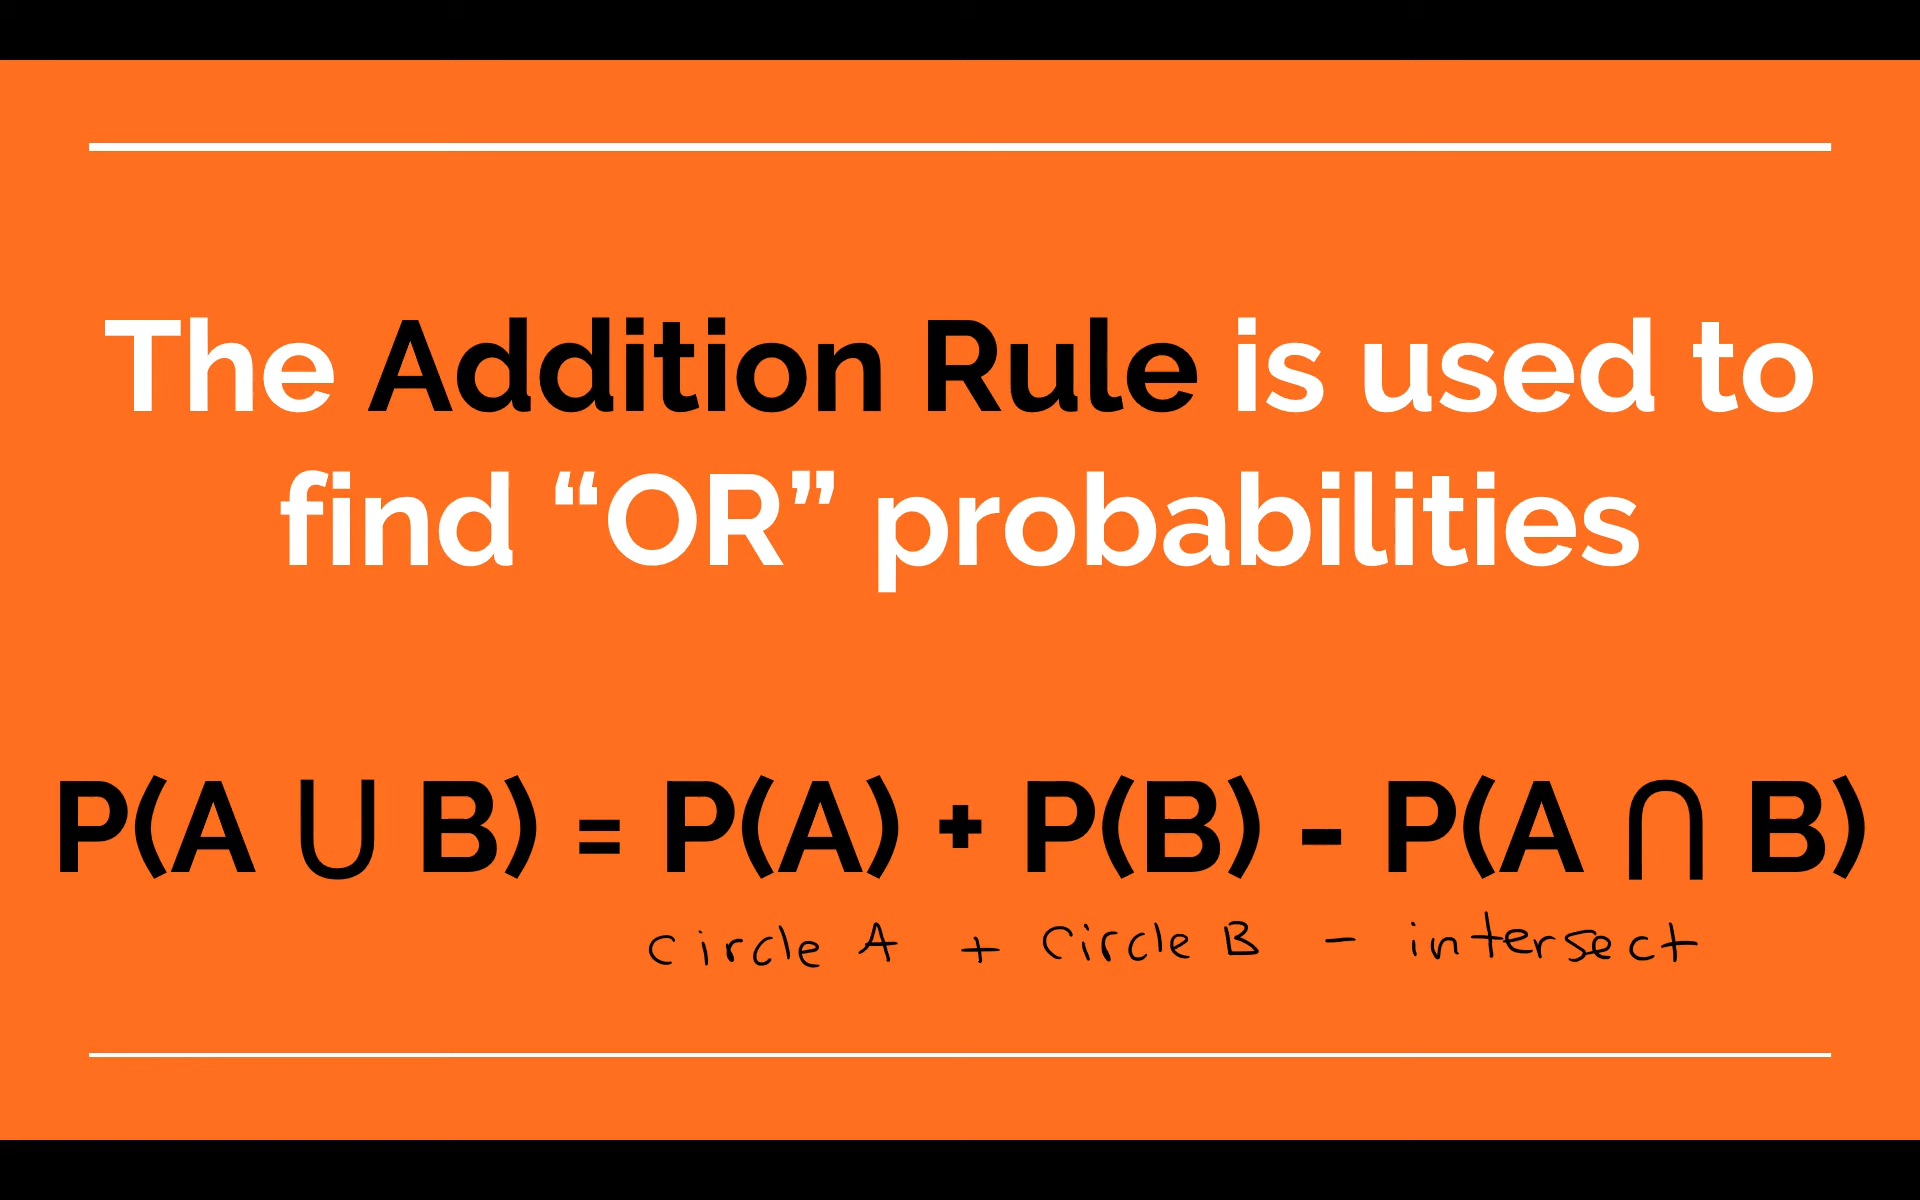 The Addition Rule is used to
find “OR” probabilities
P(A ⋃ B) = P(A) + P(B) - P(A ⋂ B)
circle A + Circle B - intersect